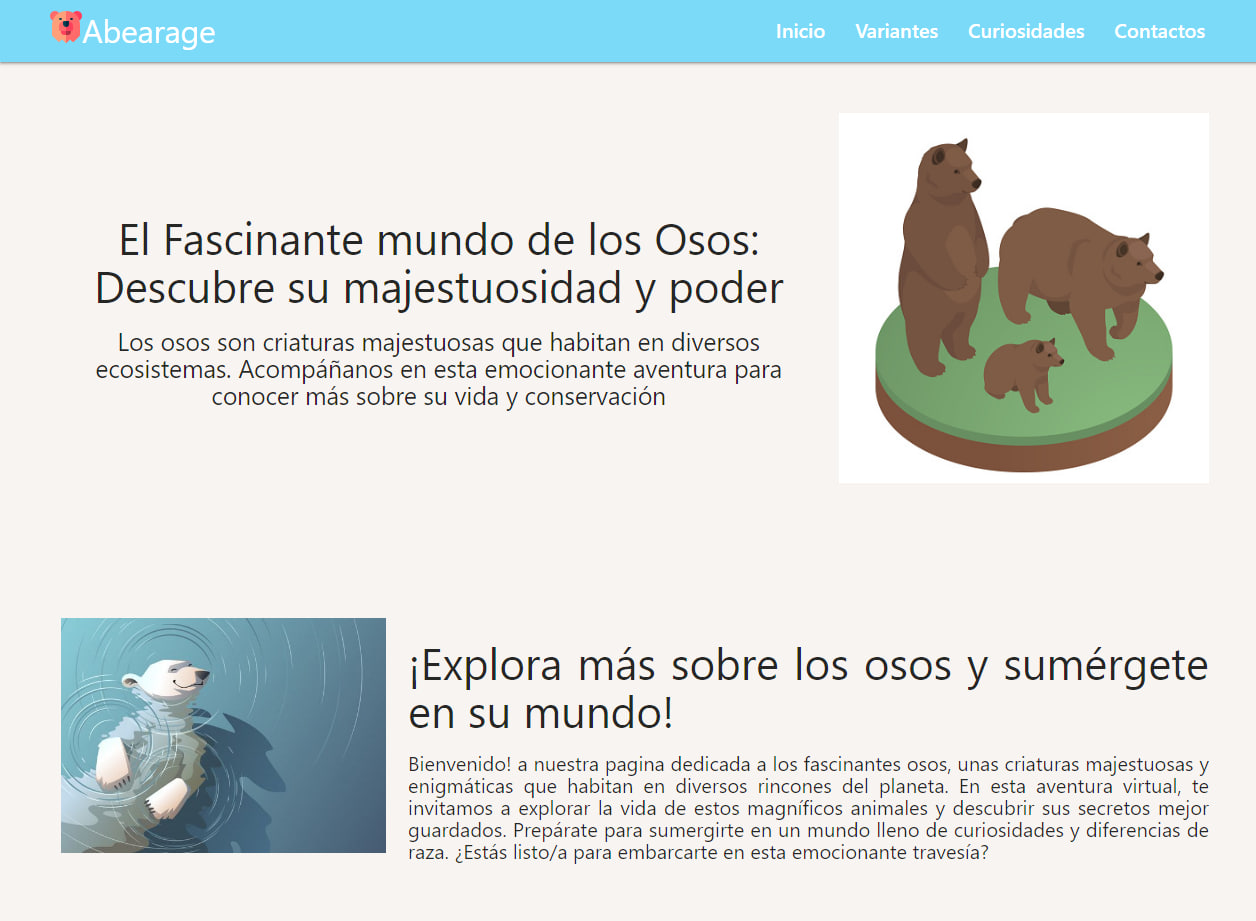 Abearage
Inicio Variantes Curiosidades Contactos
El Fascinante mundo de los Osos:
Descubre su majestuosidad y poder
Los osos son criaturas majestuosas que habitan en diversos
ecosistemas. Acompáñanos en esta emocionante aventura para
conocer más sobre su vida y conservación
¡Explora más sobre los osos y sumérgete
en su mundo!
Bienvenido! a nuestra pagina dedicada a los fascinantes osos, unas criaturas majestuosas y
enigmáticas que habitan en diversos rincones del planeta. En esta aventura virtual, te
invitamos a explorar la vida de estos magníficos animales y descubrir sus secretos mejor
guardados. Prepárate para sumergirte en un mundo lleno de curiosidades y diferencias de
raza. ¿Estás listo/a para embarcarte en esta emocionante travesía?